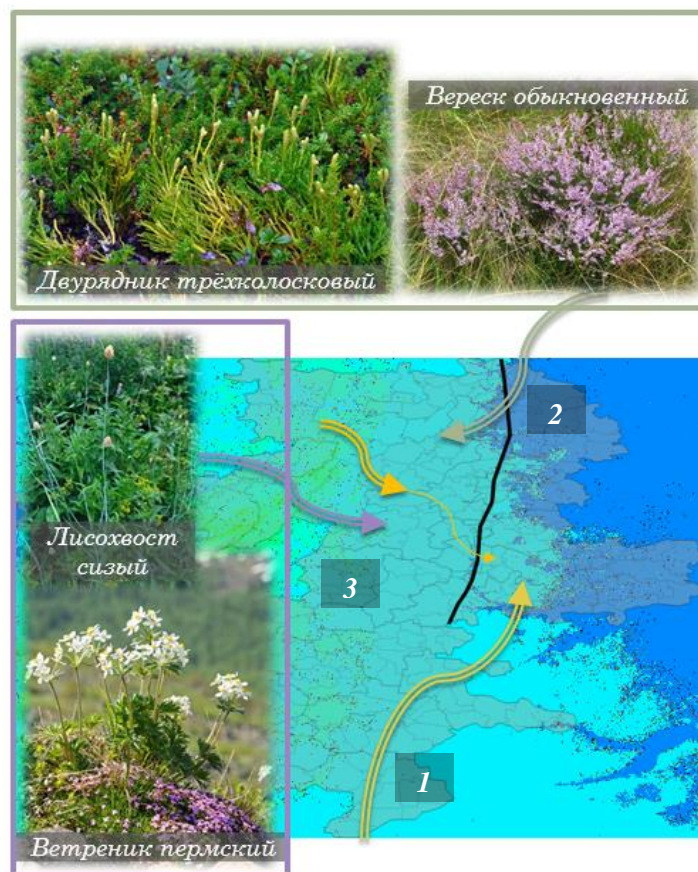 Вереск обыкновенный
Двурядник трёхколосковый
2
Лисохвост
сизый
3
1
Ветреник пермский